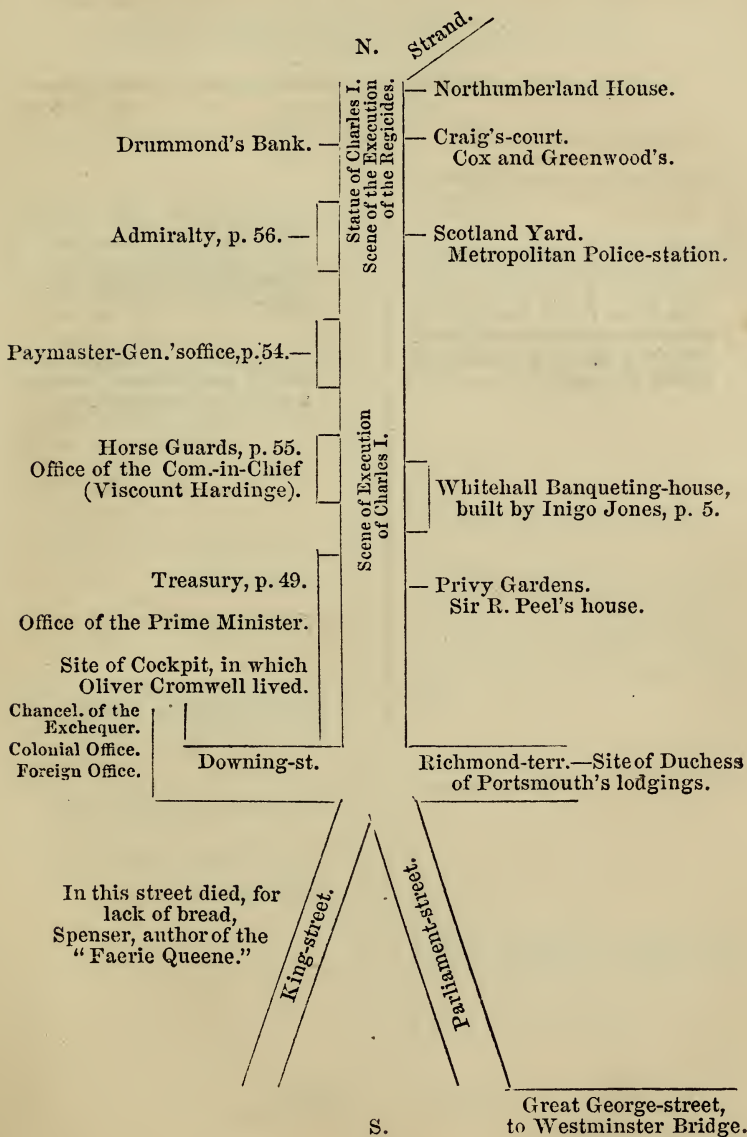 N.
Strand.
Statue of Charles I.
Scene of the Execution
of the Regicides.
Northumberland House.
Drummond's Bank.
Craig's-court.
Cox and Greenwood's.
Admiralty, p. 56.
Scotland Yard.
Metropolitan Police-station.
Paymaster-Gen.'soffice,p.54.
Scene of Execution
of Charles I.
Horse Guards, p. 55.
Office of the Com.-in-Chief
(Viscount Hardinge).
Whitehall Banqueting-house,
built by Inigo Jones, p. 5.
Treasury, p. 49.
Office of the Prime Minister.
Privy Gardens.
Sir R. Peel's house.
Site of Cockpit, in which
Oliver Cromwell lived.
Chancel. of the
Exchequer.
Colonial Office.
Foreign Office.
Downing-st.
Richmond-terr.—Site of Duchess
of Portsmouth's lodgings.
In this street died, for
lack of bread,
Spenser, author of the
“Faerie Queene.”
King-street.
Parliament-street.
Great George-street,
to Westminster Bridge.
S.